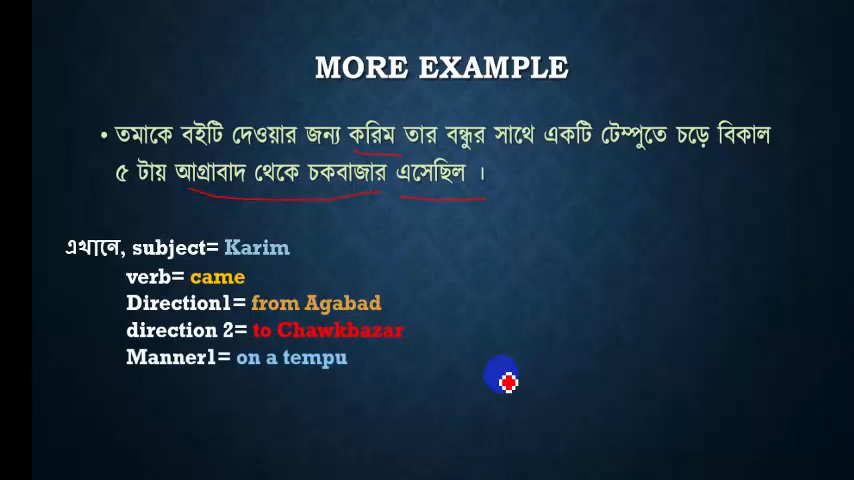 MORE EXAMPLE
• তমাকে বইটি দেওয়ার জন্য করিম তার বন্ধুর সাথে একটি টেম্পুতে চড়ে বিকাল
৫ টায় আগ্রাবাদ থেকে চকবাজার এসেছিল ।
এখানে, subject= Karim
verb= came
Direction1= from Agabad
direction 2= to Chawkbazar
Manner1= on a tempu